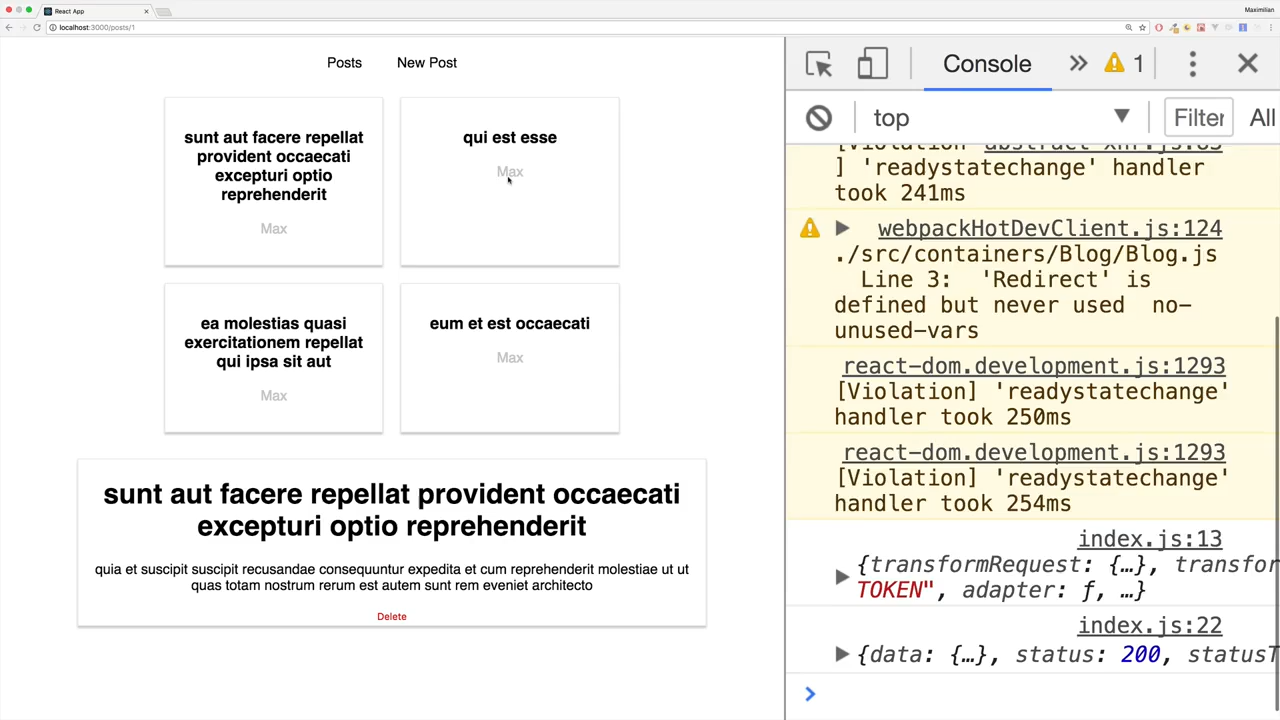 React App
Maximilian
localhost:3000/posts/1
Posts
New Post
sunt aut facere repellat
provident occaecati
excepturi optio
reprehenderit
Max
qui est esse
Max
ea molestias quasi
exercitationem repellat
qui ipsa sit aut
Max
eum et est occaecati
Max
sunt aut facere repellat provident occaecati
excepturi optio reprehenderit
quia et suscipit suscipit recusandae consequuntur expedita et cum reprehenderit molestiae ut ut
quas totam nostrum rerum est autem sunt rem eveniet architecto
Delete
Console
1
top
Filter
All
[Violation abstract-xhr.js:83
] 'readystatechange' handler
took 241ms
webpackHotDevClient.js:124
./src/containers/Blog/Blog.js
Line 3: 'Redirect' is
defined but never used no-
unused-vars
react-dom.development.js:1293
[Violation] 'readystatechange'
handler took 250ms
react-dom.development.js:1293
[Violation] 'readystatechange'
handler took 254ms
index.js:13
{transformRequest: {…}, transfor
TOKEN", adapter: ƒ, …}
index.js:22
{data: {…}, status: 200, statusT